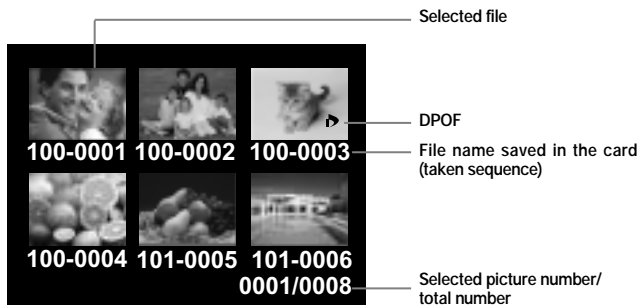 Selected file
DPOF
100-0001 100-0002 100-0003
File name saved in the card
(taken sequence)
100-0004 101-0005 101-0006
0001/0008
Selected picture number/
total number